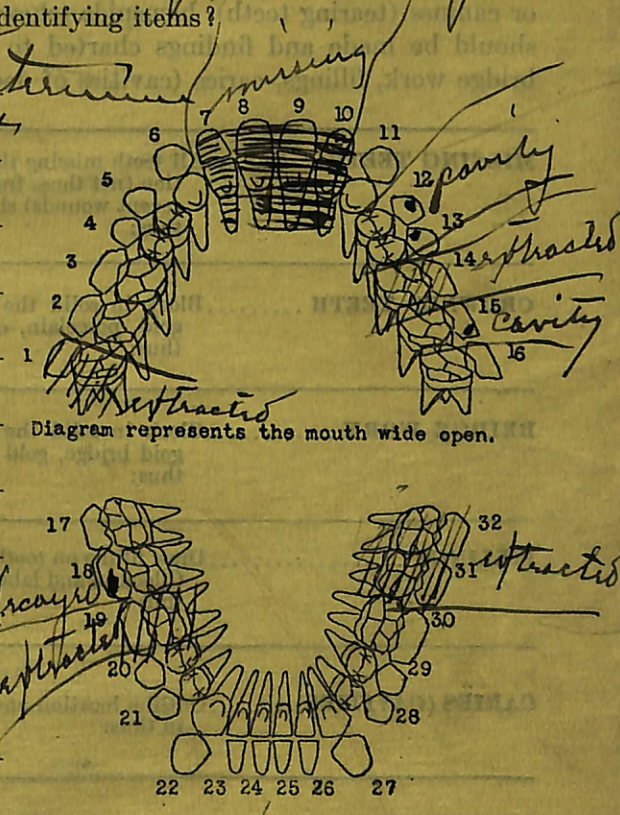 dentifying items?
missing
7 8 9 10
6 11
5 12 cavity
4 13
3 14 extracted
2 15 cavity
1 16
extracted
Diagram represents the mouth wide open.
17 32
18 31 extracted
19 30
extracted
20 29
21 28
22 23 24 25 26 27